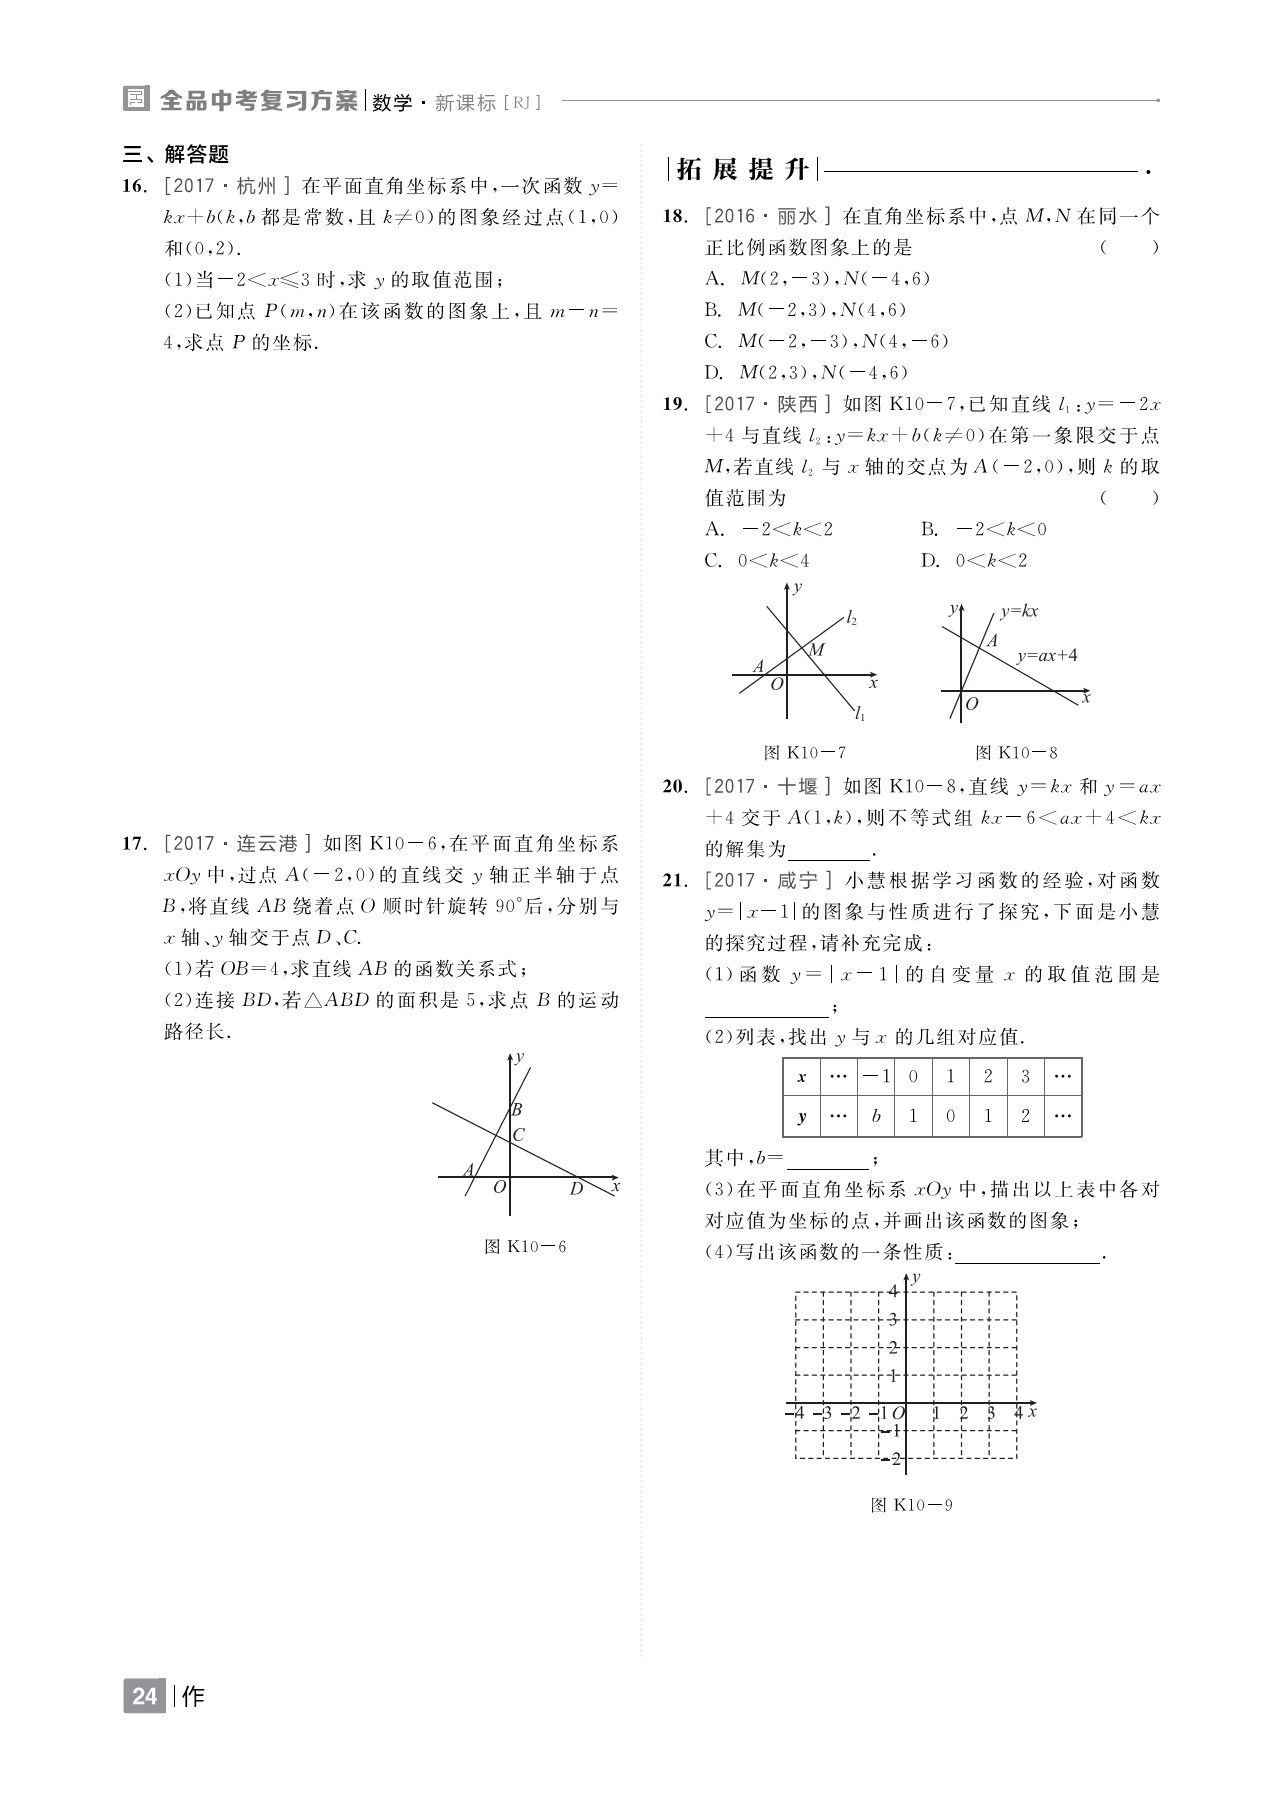 全品中考复习方案 数学·新课标[RJ]
三、解答题
16. [2017·杭州] 在平面直角坐标系中,一次函数 y=
kx+b(k,b都是常数,且 k≠0)的图象经过点(1,0)
和(0,2).
(1)当-2<x≤3 时,求 y 的取值范围;
(2)已知点 P(m,n)在该函数的图象上,且 m-n=
4,求点 P 的坐标.
17. [2017·连云港] 如图 K10-6,在平面直角坐标系
xOy 中,过点 A(-2,0)的直线交 y 轴正半轴于点
B,将直线 AB 绕着点 O 顺时针旋转 90°后,分别与
x 轴、y 轴交于点 D、C.
(1)若 OB=4,求直线 AB 的函数关系式;
(2)连接 BD,若△ABD 的面积是 5,求点 B 的运动
路径长.
y
B
C
A
O
D
x
图 K10-6
拓展提升
18. [2016·丽水] 在直角坐标系中,点 M,N 在同一个
正比例函数图象上的是 ( )
A. M(2,-3),N(-4,6)
B. M(-2,3),N(4,6)
C. M(-2,-3),N(4,-6)
D. M(2,3),N(-4,6)
19. [2017·陕西] 如图 K10-7,已知直线 l₁:y=-2x
+4 与直线 l₂:y=kx+b(k≠0)在第一象限交于点
M,若直线 l₂ 与 x 轴的交点为 A(-2,0),则 k 的取
值范围为 ( )
A. -2<k<2 B. -2<k<0
C. 0<k<4 D. 0<k<2
y
l₂
M
A
O
x
l₁
图 K10-7
y
y=kx
A
y=ax+4
O
x
图 K10-8
20. [2017·十堰] 如图 K10-8,直线 y=kx 和 y=ax
+4 交于 A(1,k),则不等式组 kx-6<ax+4<kx
的解集为________.
21. [2017·咸宁] 小慧根据学习函数的经验,对函数
y=|x-1|的图象与性质进行了探究,下面是小慧
的探究过程,请补充完成:
(1)函数 y=|x-1|的自变量 x 的取值范围是
____________;
(2)列表,找出 y 与 x 的几组对应值.
x … -1 0 1 2 3 …
y … b 1 0 1 2 …
其中,b=________;
(3)在平面直角坐标系 xOy 中,描出以上表中各对
对应值为坐标的点,并画出该函数的图象;
(4)写出该函数的一条性质:______________.
y
4
3
2
1
-4 -3 -2 -1 O 1 2 3 4 x
-1
-2
图 K10-9
24 作